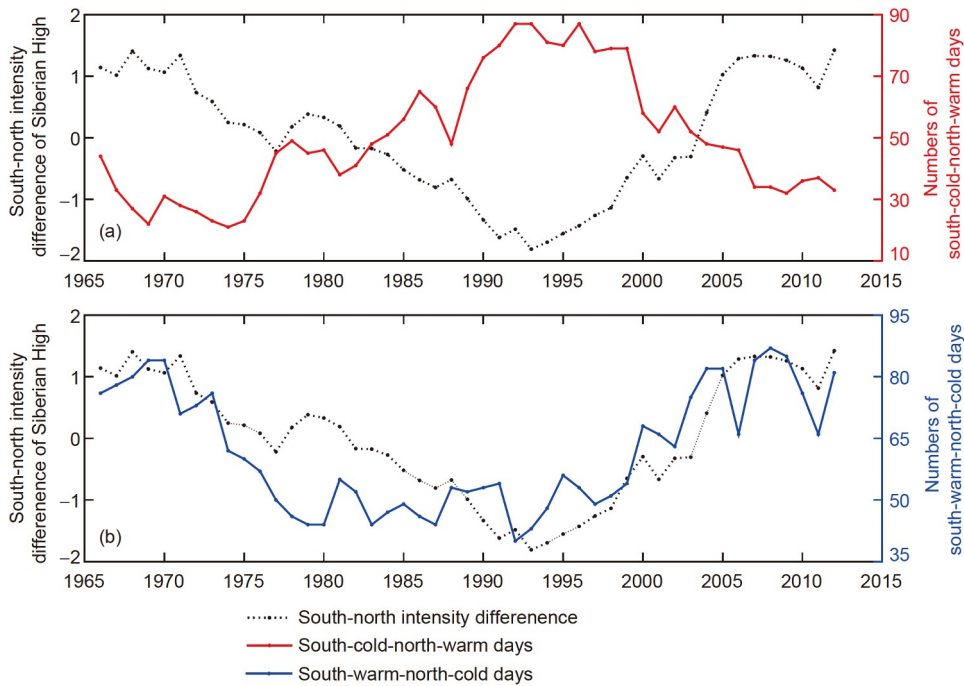 South-north intensity
differenence of Siberian High
2
1
0
–1
–2
(a)
90
70
50
30
10
Numbers of
south-cold-north-warm days
1965 1970 1975 1980 1985 1990 1995 2000 2005 2010 2015
South-north intensity
differenence of Siberian High
2
1
0
–1
–2
(b)
95
80
65
50
35
Numbers of
south-warm-north-cold days
1965 1970 1975 1980 1985 1990 1995 2000 2005 2010 2015
South-north intensity differenence
South-cold-north-warm days
South-warm-north-cold days